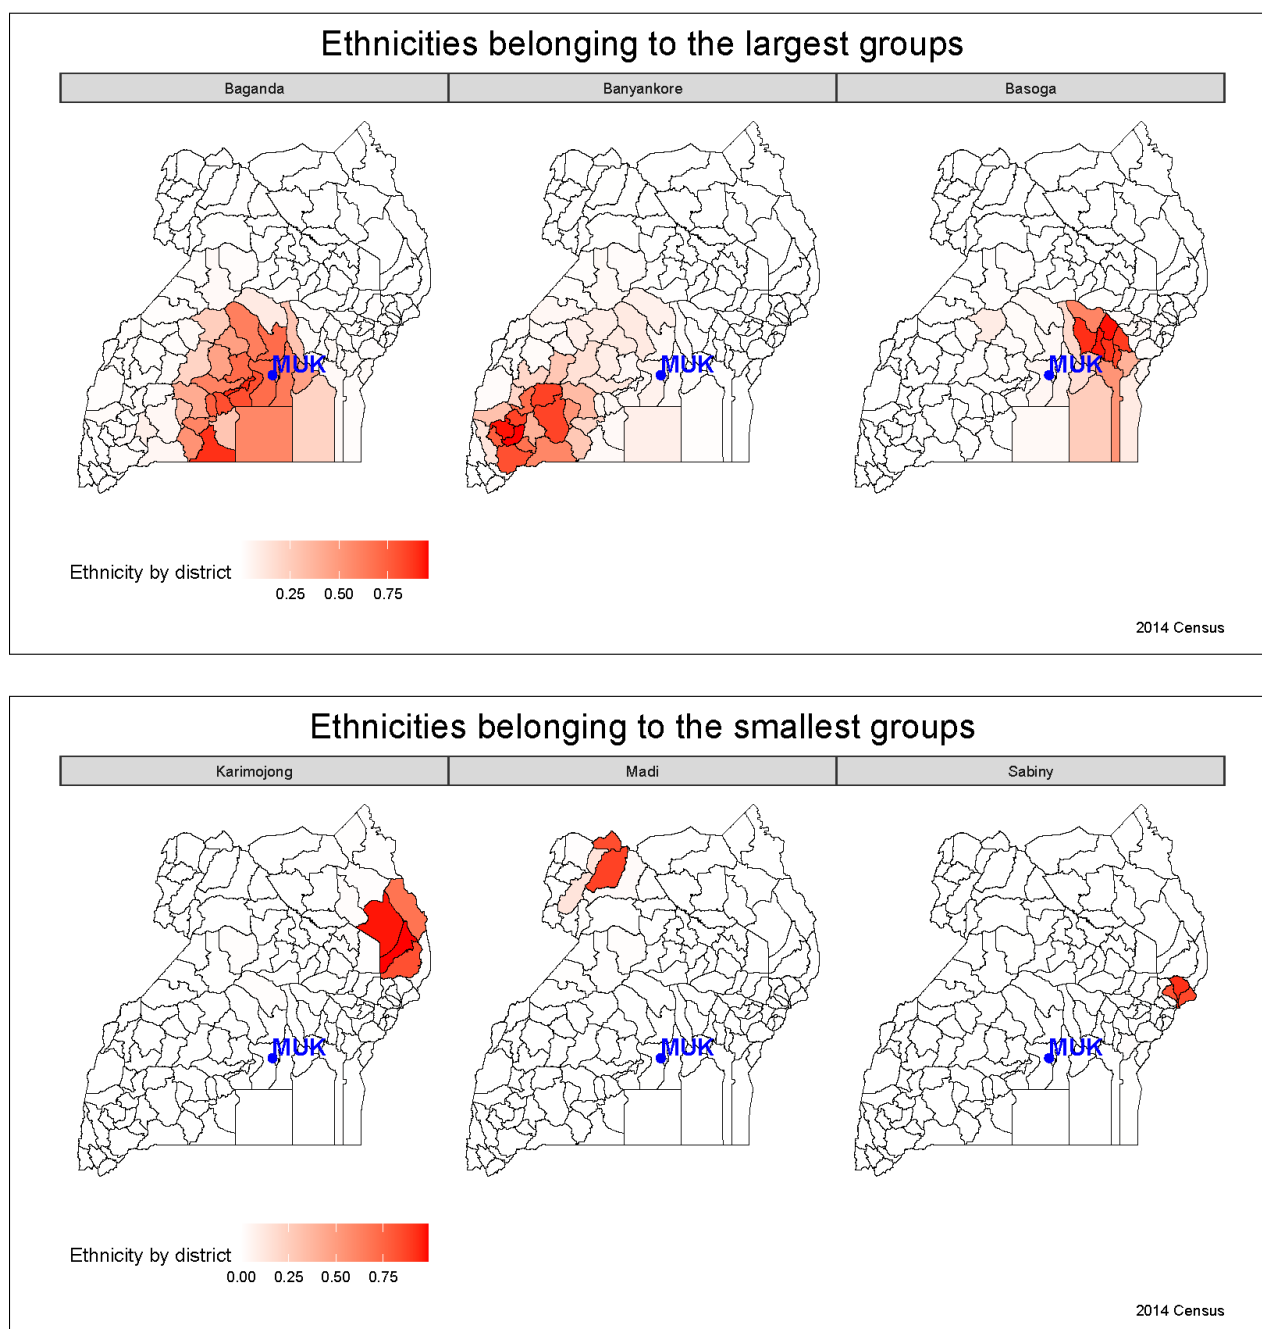 Ethnicities belonging to the largest groups
Baganda Banyankore Basoga
MUK MUK MUK
Ethnicity by district
0.25 0.50 0.75
2014 Census
Ethnicities belonging to the smallest groups
Karimojong Madi Sabiny
MUK MUK MUK
Ethnicity by district
0.00 0.25 0.50 0.75
2014 Census